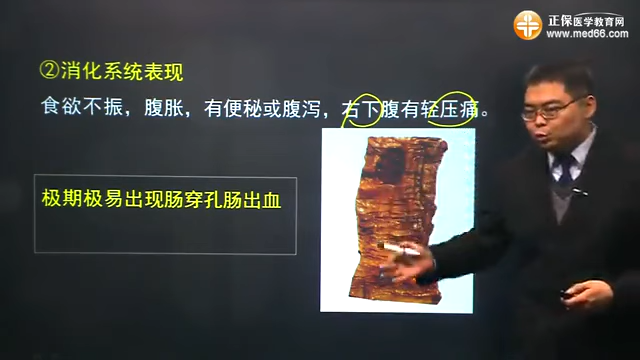 正保医学教育网
www.med66.com
②消化系统表现
食欲不振，腹胀，有便秘或腹泻，右下腹有轻压痛。
极期极易出现肠穿孔肠出血